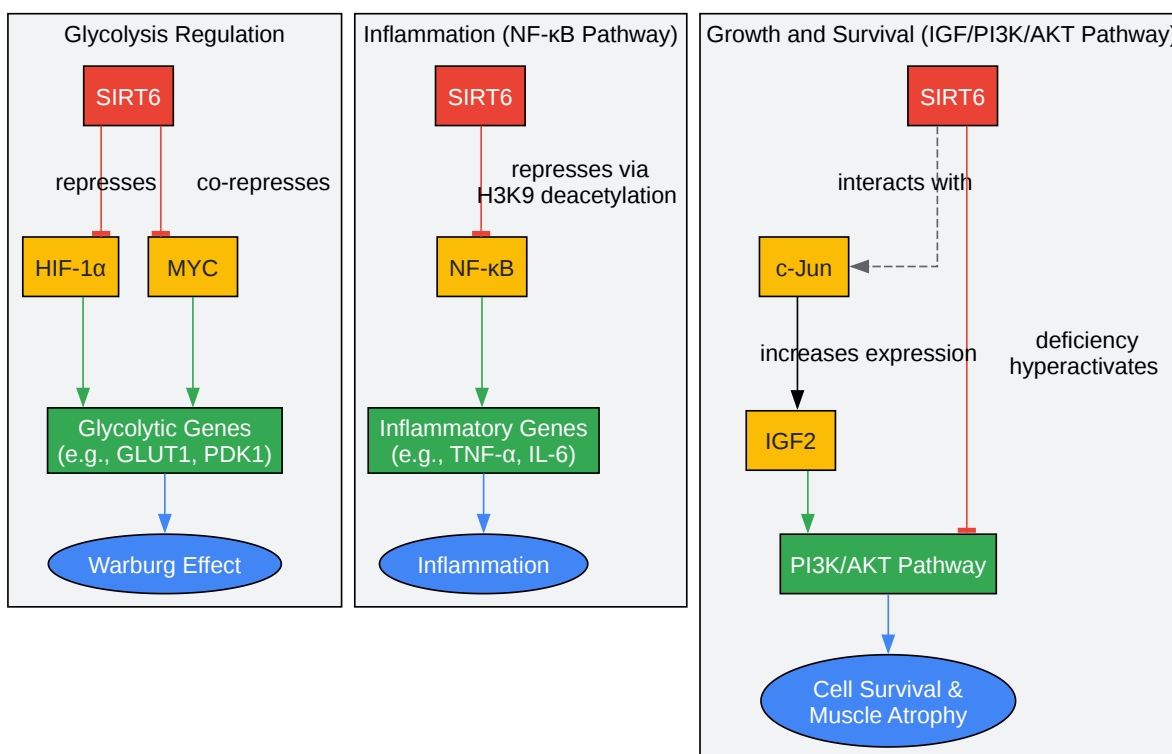 Glycolysis Regulation
SIRT6
represses
co-represses
HIF-1α
MYC
Glycolytic Genes
(e.g., GLUT1, PDK1)
Warburg Effect
Inflammation (NF-κB Pathway)
SIRT6
represses via
H3K9 deacetylation
NF-κB
Inflammatory Genes
(e.g., TNF-α, IL-6)
Inflammation
Growth and Survival (IGF/PI3K/AKT Pathway)
SIRT6
interacts with
c-Jun
increases expression
deficiency
hyperactivates
IGF2
PI3K/AKT Pathway
Cell Survival &
Muscle Atrophy